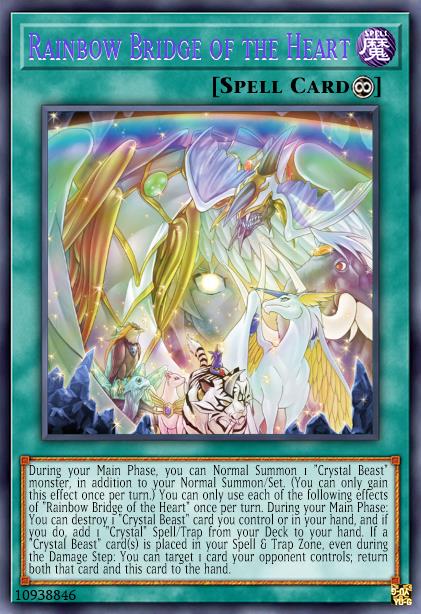 Rainbow Bridge of the Heart
SPELL
魔
[Spell Card]
During your Main Phase, you can Normal Summon 1 "Crystal Beast"
monster, in addition to your Normal Summon/Set. (You can only gain
this effect once per turn.) You can only use each of the following effects
of "Rainbow Bridge of the Heart" once per turn. During your Main Phase:
You can destroy 1 "Crystal Beast" card you control or in your hand, and if
you do, add 1 "Crystal" Spell/Trap from your Deck to your hand. If a
"Crystal Beast" card(s) is placed in your Spell & Trap Zone, even during
the Damage Step: You can target 1 card your opponent controls; return
both that card and this card to the hand.
10938846